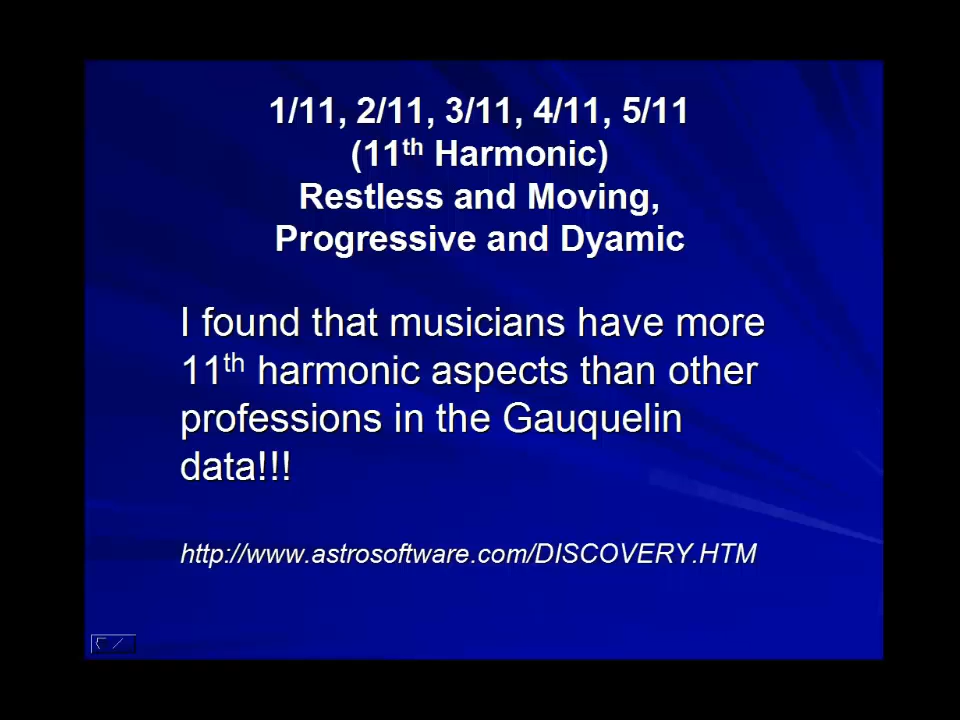 1/11, 2/11, 3/11, 4/11, 5/11
(11th Harmonic)
Restless and Moving,
Progressive and Dyamic
I found that musicians have more
11th harmonic aspects than other
professions in the Gauquelin
data!!!
http://www.astrosoftware.com/DISCOVERY.HTM